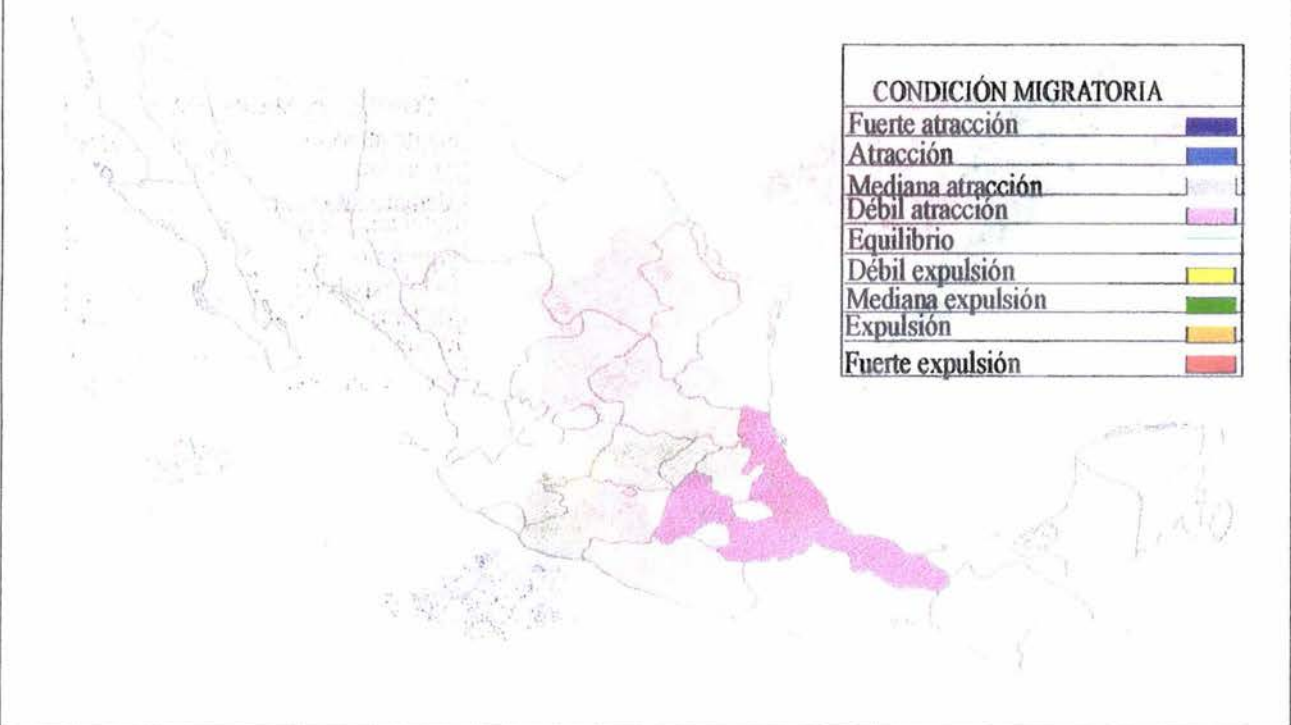 CONDICIÓN MIGRATORIA
Fuerte atracción
Atracción
Mediana atracción
Débil atracción
Equilibrio
Débil expulsión
Mediana expulsión
Expulsión
Fuerte expulsión